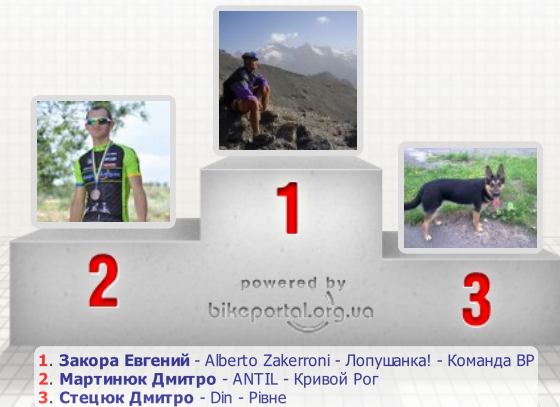 1
2
3
powered by
bikeportal.org.ua
1. Закора Евгений - Alberto Zakerroni - Лопушанка! - Команда ВР
2. Мартинюк Дмитро - ANTIL - Кривой Рог
3. Стецюк Дмитро - Din - Рівне